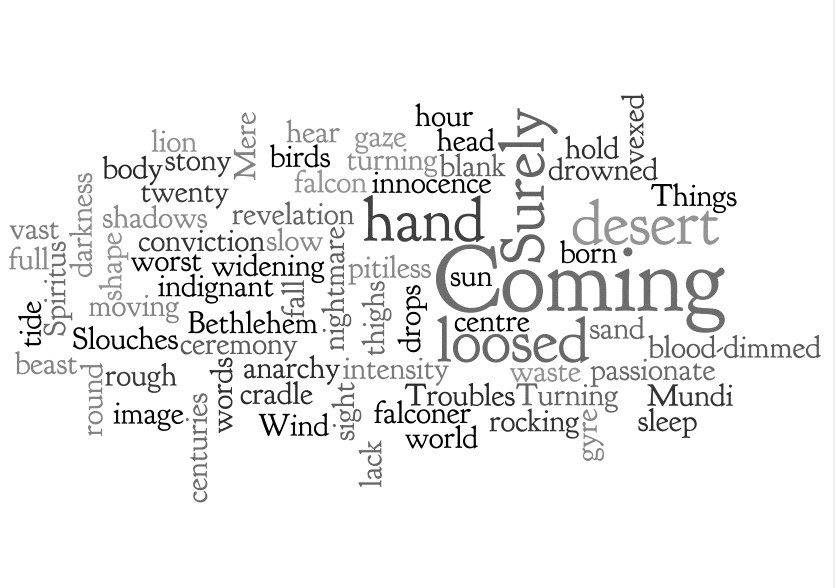 hour
vexed
Mere
lion
hear
gaze
head
Surely
hold
birds
body
stony
turning
blank
drowned
twenty
falcon
innocence
Things
darkness
shadows
revelation
hand
desert
vast
full
Spiritus
shape
conviction
slow
nightmare
born
worst
widening
pitiless
sun
Coming
indignant
fall
thighs
drops
moving
tide
Slouches
Bethlehem
ceremony
centre
loosed
sand
blood-dimmed
beast
round
rough
words
anarchy
intensity
waste
passionate
cradle
sight
Troubles
Turning
Mundi
image
centuries
Wind
falconer
rocking
gyre
sleep
world
lack